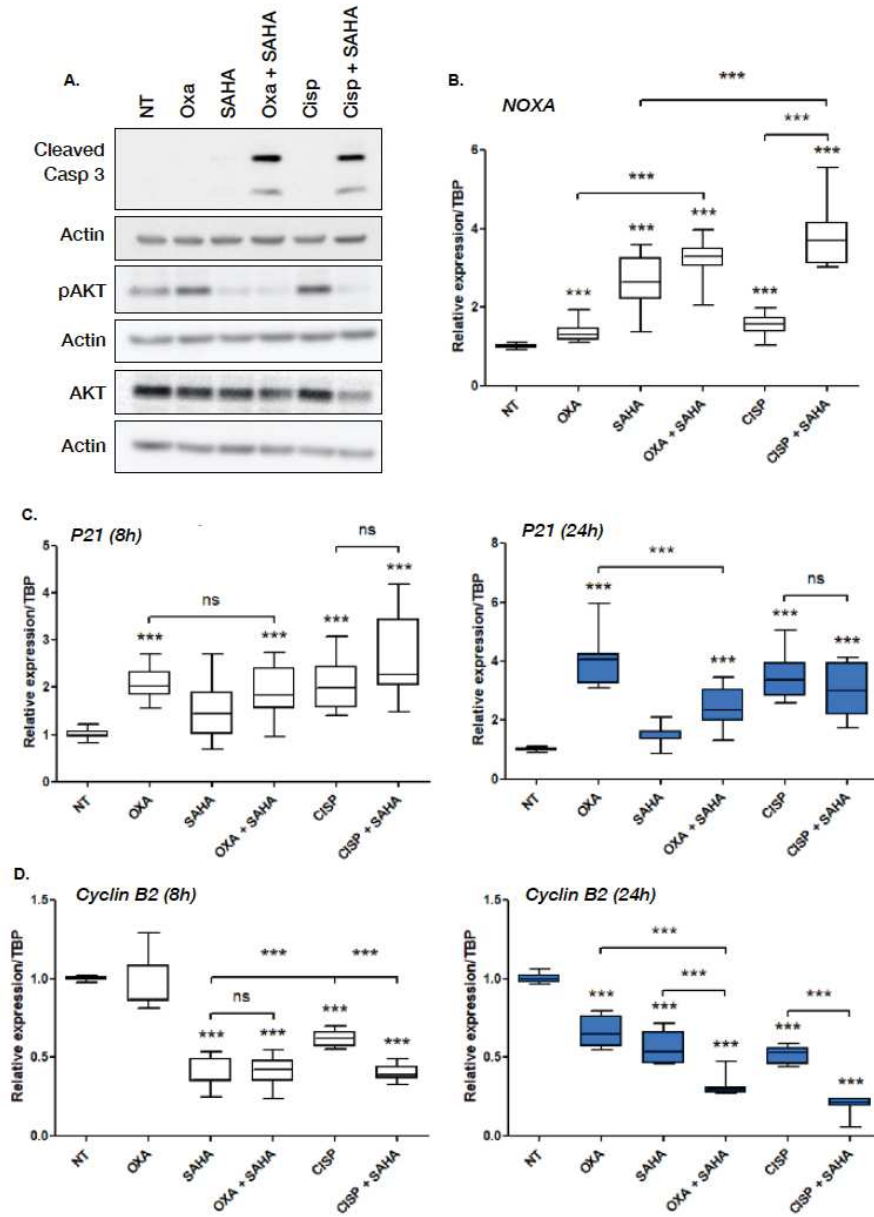 A.
NT
Oxa
SAHA
Oxa + SAHA
Cisp
Cisp + SAHA
Cleaved
Casp 3
Actin
pAKT
Actin
AKT
Actin
B.
NOXA
***
***
***
***
***
***
***
***
Relative expression/TBP
6
4
2
0
NT
OXA
SAHA
OXA + SAHA
CISP
CISP + SAHA
C.
P21 (8h)
ns
ns
***
***
***
***
Relative expression/TBP
5
4
3
2
1
0
NT
OXA
SAHA
OXA + SAHA
CISP
CISP + SAHA
P21 (24h)
***
ns
***
***
***
***
Relative expression/TBP
8
6
4
2
0
NT
OXA
SAHA
OXA + SAHA
CISP
CISP + SAHA
D.
Cyclin B2 (8h)
***
***
ns
***
***
***
***
Relative expression/TBP
1.5
1.0
0.5
0.0
NT
OXA
SAHA
OXA + SAHA
CISP
CISP + SAHA
Cyclin B2 (24h)
***
***
***
***
***
***
***
***
Relative expression/TBP
1.5
1.0
0.5
0.0
NT
OXA
SAHA
OXA + SAHA
CISP
CISP + SAHA